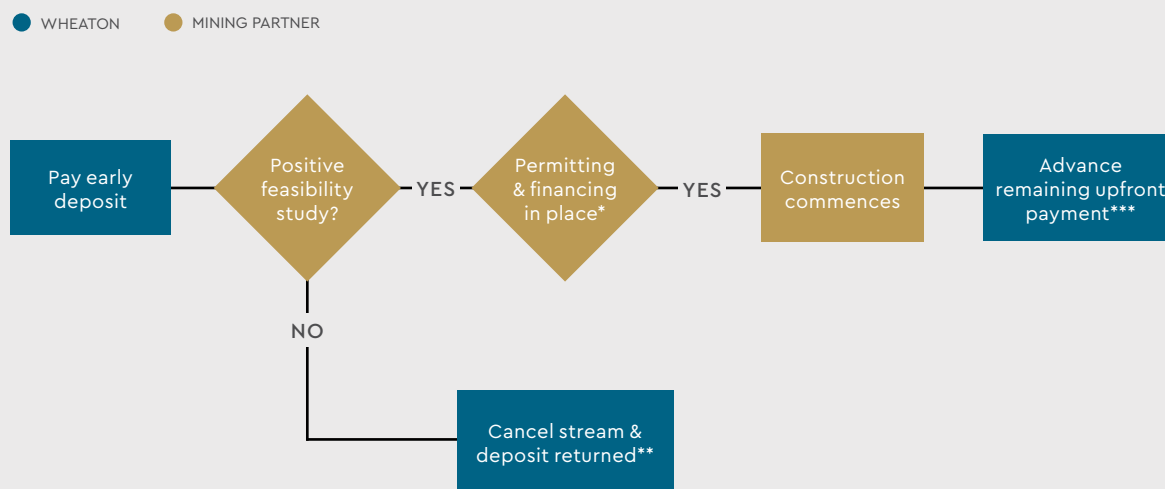 WHEATON
MINING PARTNER
Pay early
deposit
Positive
feasibility
study?
YES
Permitting
& financing
in place*
YES
Construction
commences
Advance
remaining upfront
payment***
NO
Cancel stream &
deposit returned**